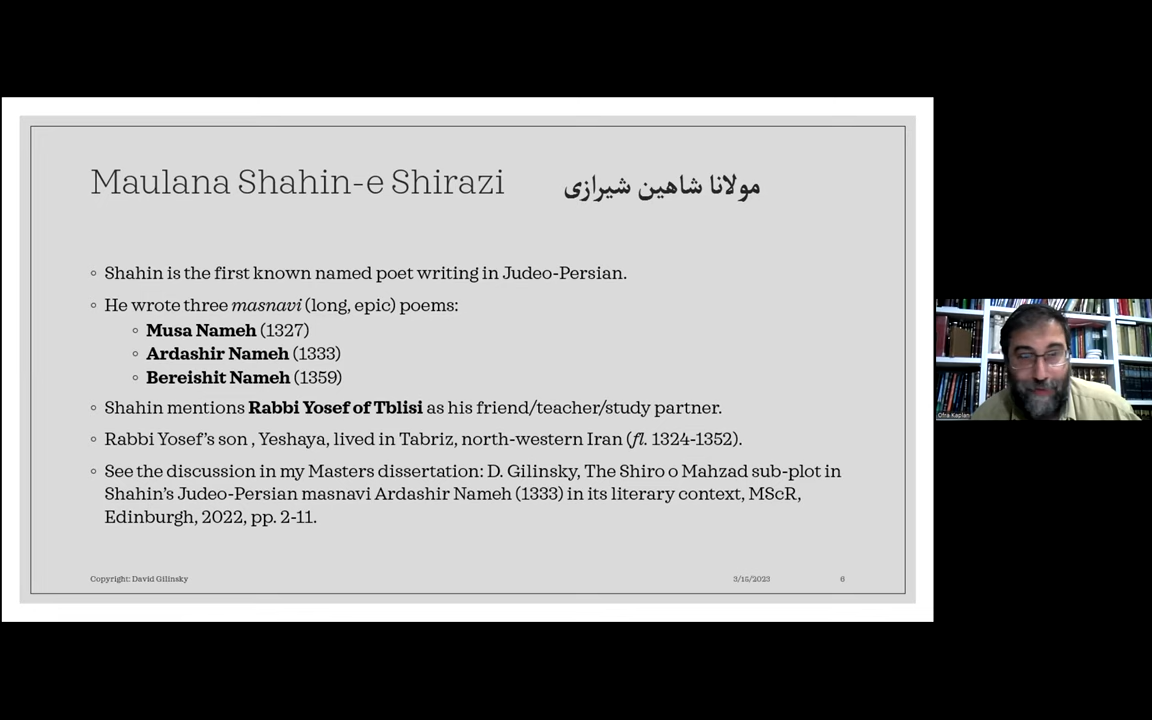 Maulana Shahin-e Shirazi مولانا شاهین شیرازی
◦ Shahin is the first known named poet writing in Judeo-Persian.
◦ He wrote three masnavi (long, epic) poems:
◦ Musa Nameh (1327)
◦ Ardashir Nameh (1333)
◦ Bereishit Nameh (1359)
◦ Shahin mentions Rabbi Yosef of Tblisi as his friend/teacher/study partner.
◦ Rabbi Yosef's son , Yeshaya, lived in Tabriz, north-western Iran (fl. 1324-1352).
◦ See the discussion in my Masters dissertation: D. Gilinsky, The Shiro o Mahzad sub-plot in
Shahin's Judeo-Persian masnavi Ardashir Nameh (1333) in its literary context, MScR,
Edinburgh, 2022, pp. 2-11.
Copyright: David Gilinsky 3/15/2023 6
Ofra Kaplan